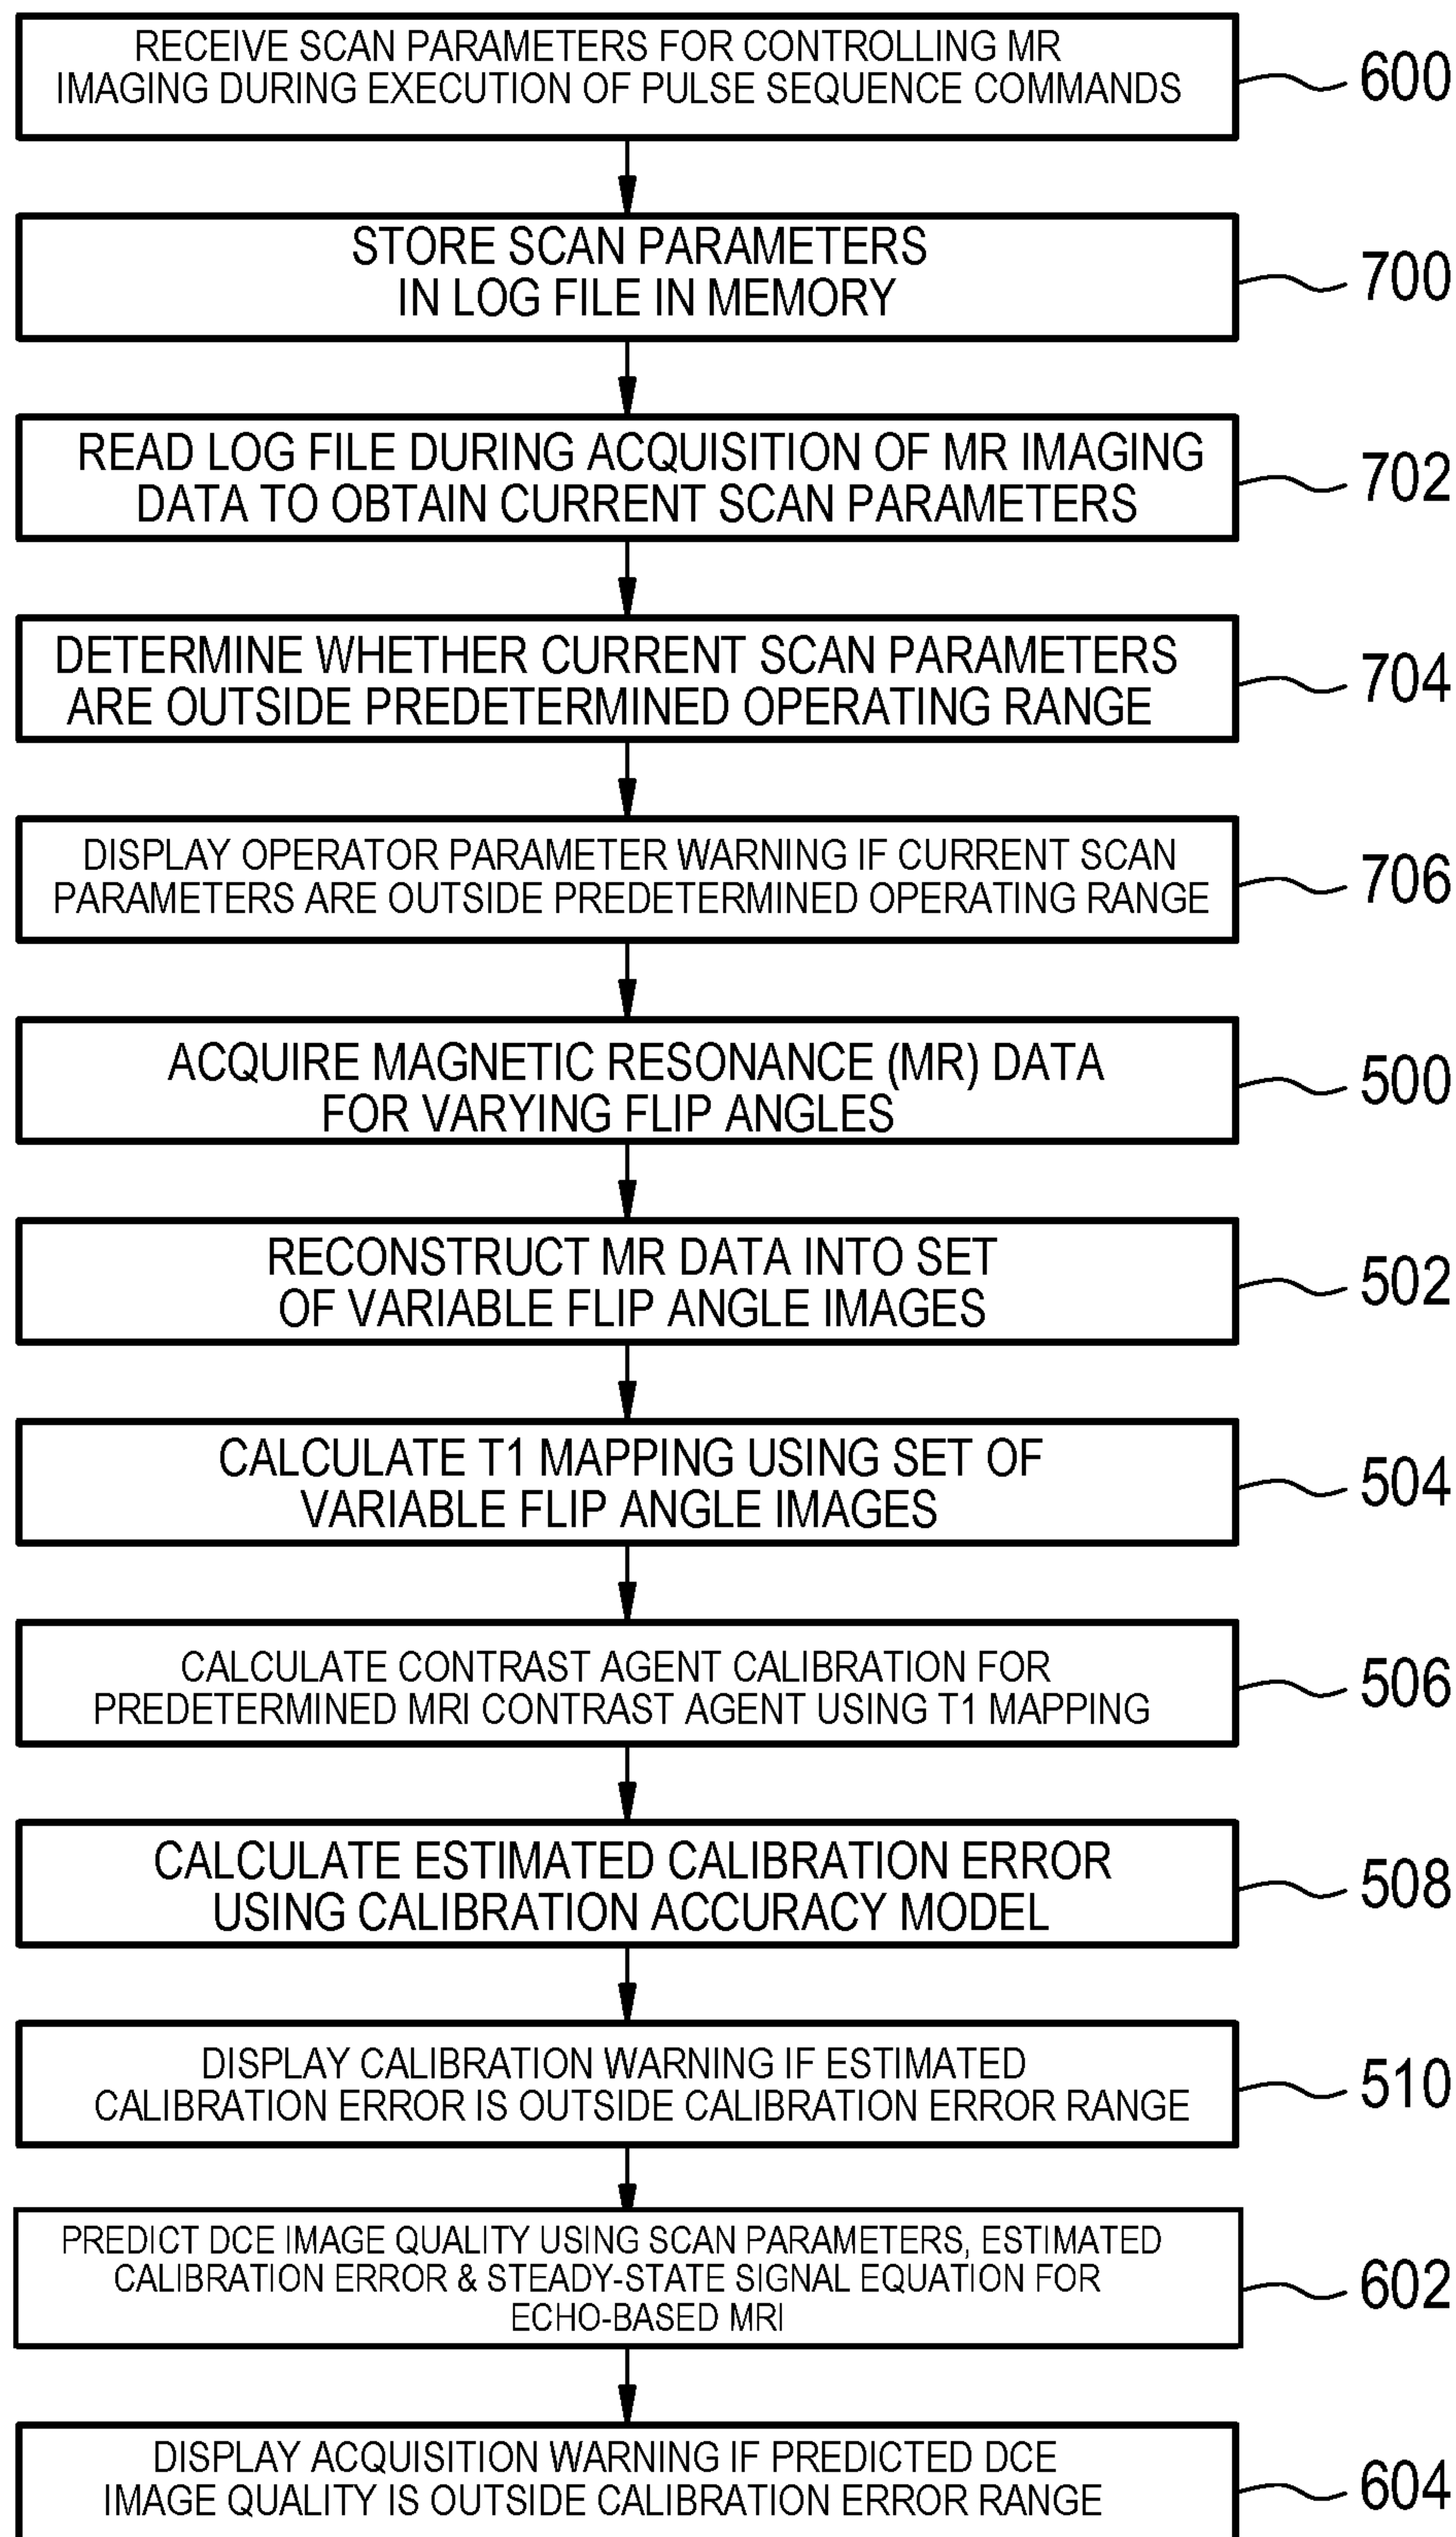 RECEIVE SCAN PARAMETERS FOR CONTROLLING MR
IMAGING DURING EXECUTION OF PULSE SEQUENCE COMMANDS
600
STORE SCAN PARAMETERS
IN LOG FILE IN MEMORY
700
READ LOG FILE DURING ACQUISITION OF MR IMAGING
DATA TO OBTAIN CURRENT SCAN PARAMETERS
702
DETERMINE WHETHER CURRENT SCAN PARAMETERS
ARE OUTSIDE PREDETERMINED OPERATING RANGE
704
DISPLAY OPERATOR PARAMETER WARNING IF CURRENT SCAN
PARAMETERS ARE OUTSIDE PREDETERMINED OPERATING RANGE
706
ACQUIRE MAGNETIC RESONANCE (MR) DATA
FOR VARYING FLIP ANGLES
500
RECONSTRUCT MR DATA INTO SET
OF VARIABLE FLIP ANGLE IMAGES
502
CALCULATE T1 MAPPING USING SET OF
VARIABLE FLIP ANGLE IMAGES
504
CALCULATE CONTRAST AGENT CALIBRATION FOR
PREDETERMINED MRI CONTRAST AGENT USING T1 MAPPING
506
CALCULATE ESTIMATED CALIBRATION ERROR
USING CALIBRATION ACCURACY MODEL
508
DISPLAY CALIBRATION WARNING IF ESTIMATED
CALIBRATION ERROR IS OUTSIDE CALIBRATION ERROR RANGE
510
PREDICT DCE IMAGE QUALITY USING SCAN PARAMETERS, ESTIMATED
CALIBRATION ERROR & STEADY-STATE SIGNAL EQUATION FOR
ECHO-BASED MRI
602
DISPLAY ACQUISITION WARNING IF PREDICTED DCE
IMAGE QUALITY IS OUTSIDE CALIBRATION ERROR RANGE
604